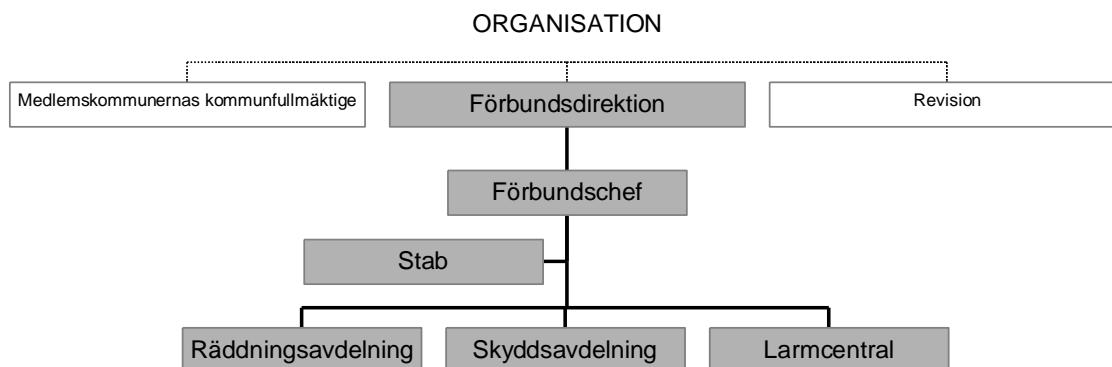 ORGANISATION
Medlemskommunernas kommunfullmäktige
Förbundsdirektion
Revision
Förbundschef
Stab
Räddningsavdelning
Skyddsavdelning
Larmcentral